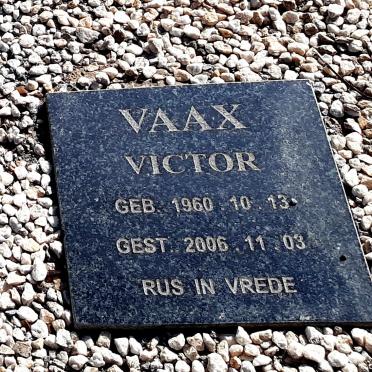 VAAX
VICTOR
GEB. 1960 . 10 . 13
GEST. 2006 . 11 . 03
RUS IN VREDE